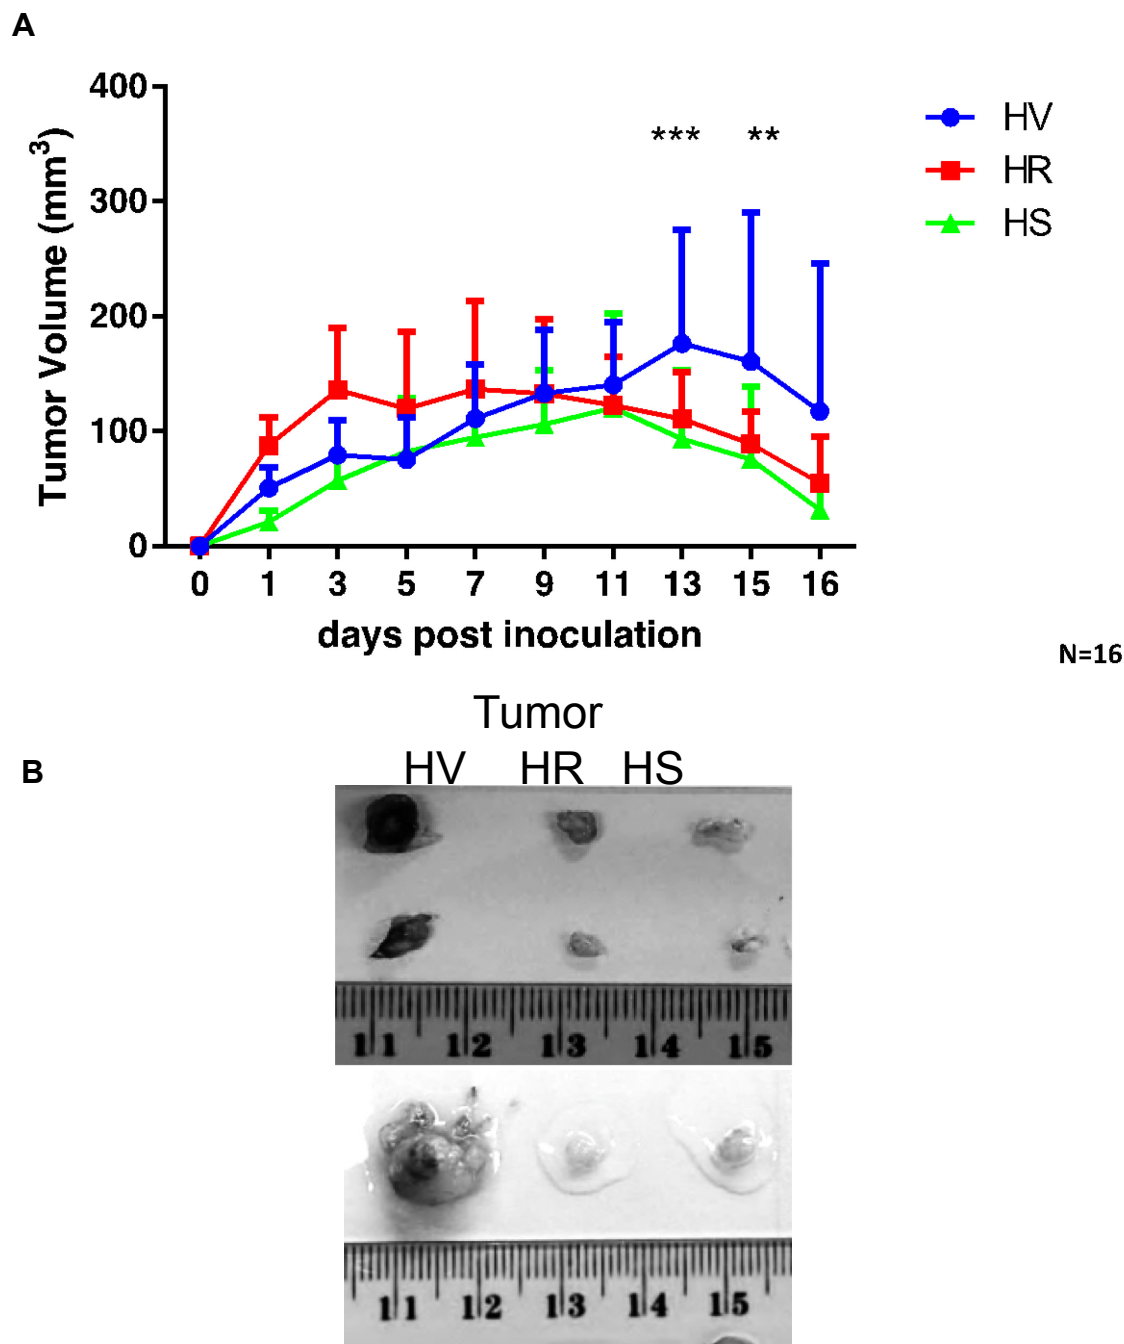 A
400
300
200
100
0
Tumor Volume (mm³)
*** **
HV
HR
HS
0 1 3 5 7 9 11 13 15 16
days post inoculation
N=16
Tumor
B
HV HR HS
11 12 13 14 15
11 12 13 14 15